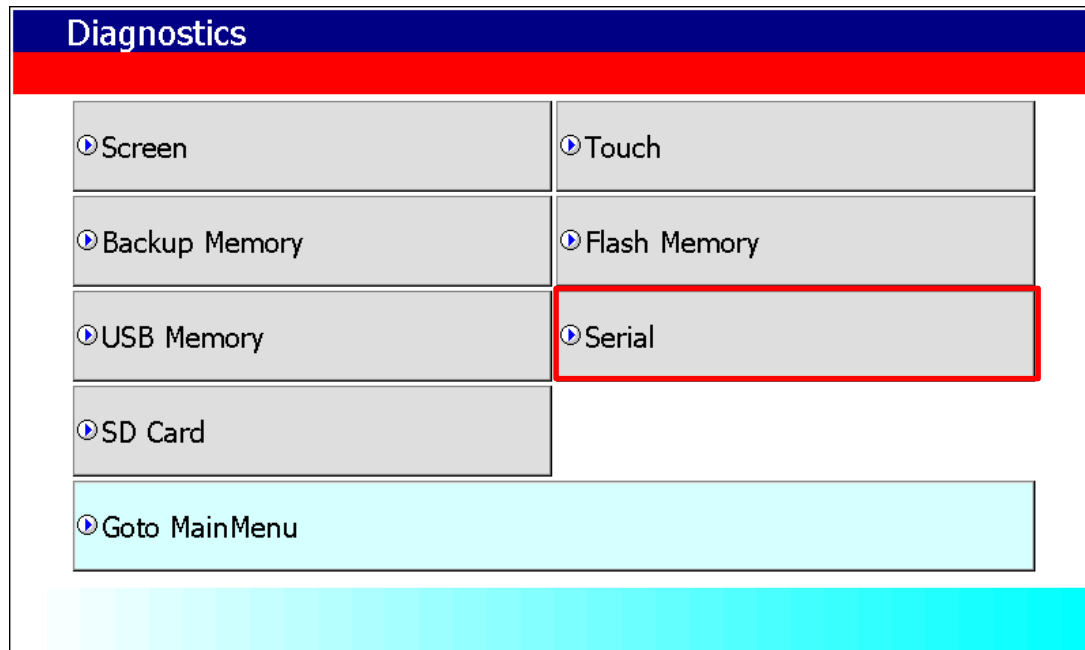 Diagnostics
Screen
Touch
Backup Memory
Flash Memory
USB Memory
Serial
SD Card
Goto MainMenu